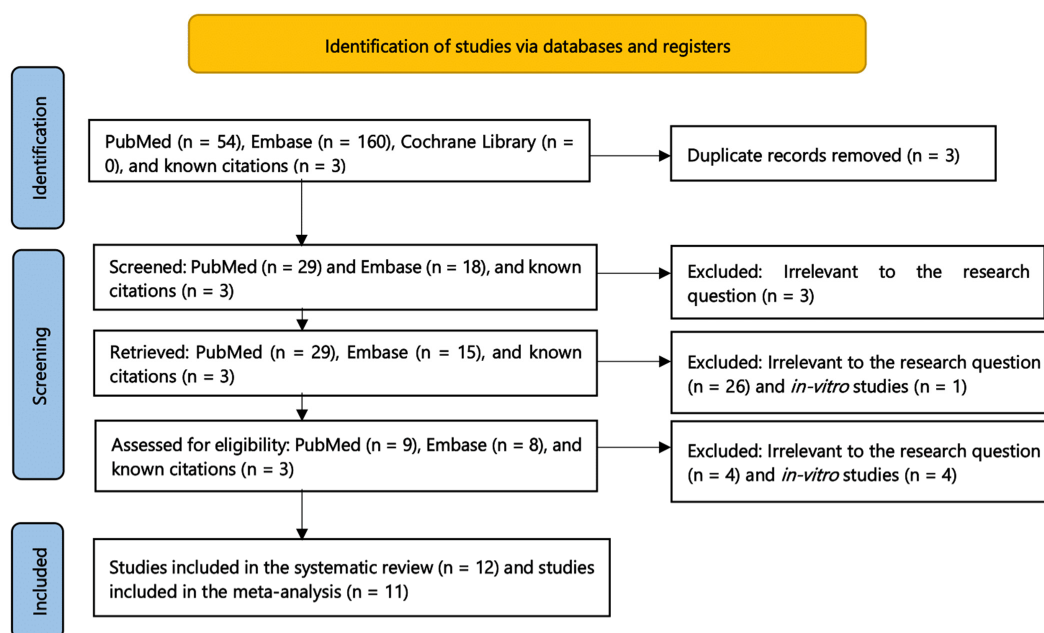 Identification of studies via databases and registers
Identification
PubMed (n = 54), Embase (n = 160), Cochrane Library (n =
0), and known citations (n = 3)
Duplicate records removed (n = 3)
Screening
Screened: PubMed (n = 29) and Embase (n = 18), and known
citations (n = 3)
Excluded: Irrelevant to the research
question (n = 3)
Retrieved: PubMed (n = 29), Embase (n = 15), and known
citations (n = 3)
Excluded: Irrelevant to the research question
(n = 26) and in-vitro studies (n = 1)
Assessed for eligibility: PubMed (n = 9), Embase (n = 8), and
known citations (n = 3)
Excluded: Irrelevant to the research question
(n = 4) and in-vitro studies (n = 4)
Included
Studies included in the systematic review (n = 12) and studies
included in the meta-analysis (n = 11)